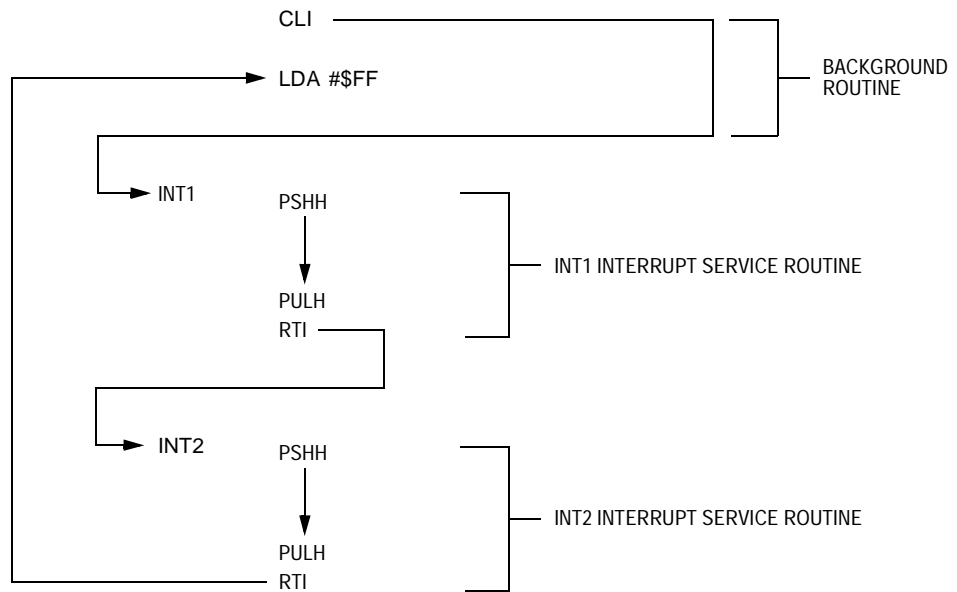 CLI
LDA #$FF
BACKGROUND
ROUTINE
INT1
PSHH
INT1 INTERRUPT SERVICE ROUTINE
PULH
RTI
INT2
PSHH
INT2 INTERRUPT SERVICE ROUTINE
PULH
RTI